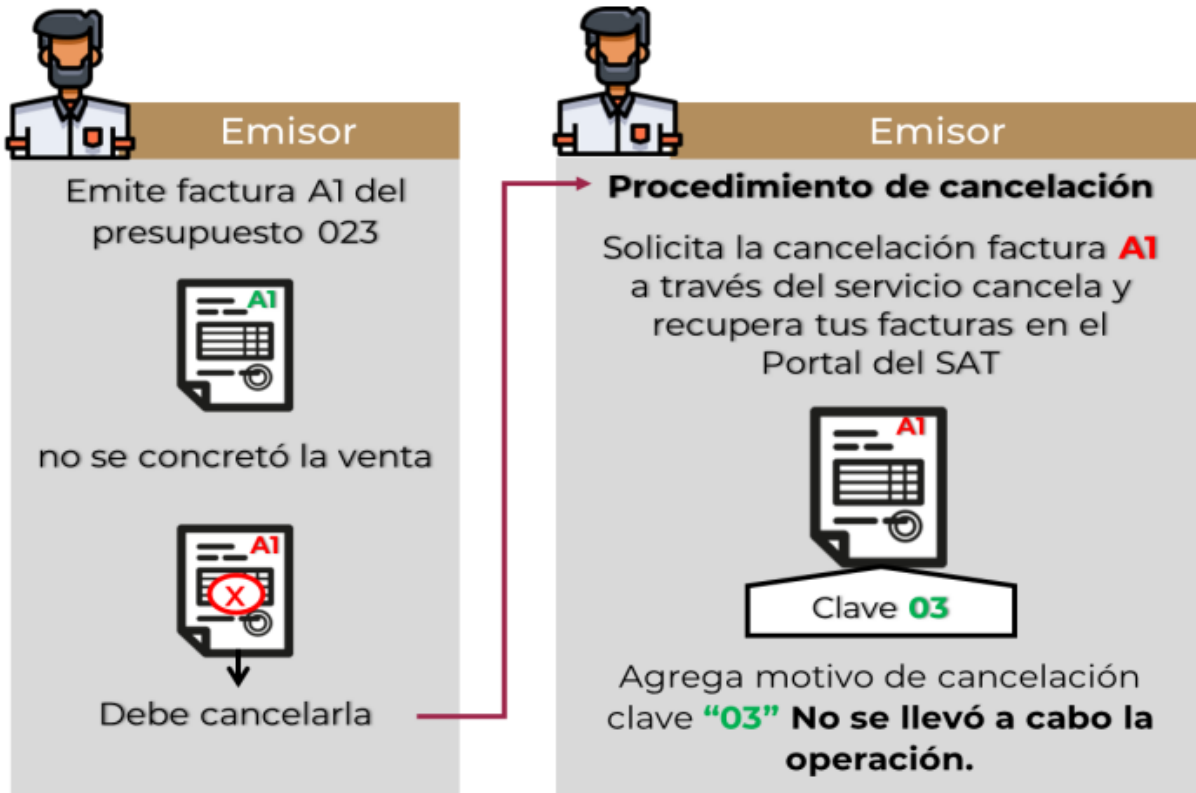 Emisor
Emite factura A1 del
presupuesto 023
A1
no se concretó la venta
A1
X
Debe cancelarla
Emisor
Procedimiento de cancelación
Solicita la cancelación factura A1
a través del servicio cancela y
recupera tus facturas en el
Portal del SAT
A1
Clave 03
Agrega motivo de cancelación
clave “03” No se llevó a cabo la
operación.